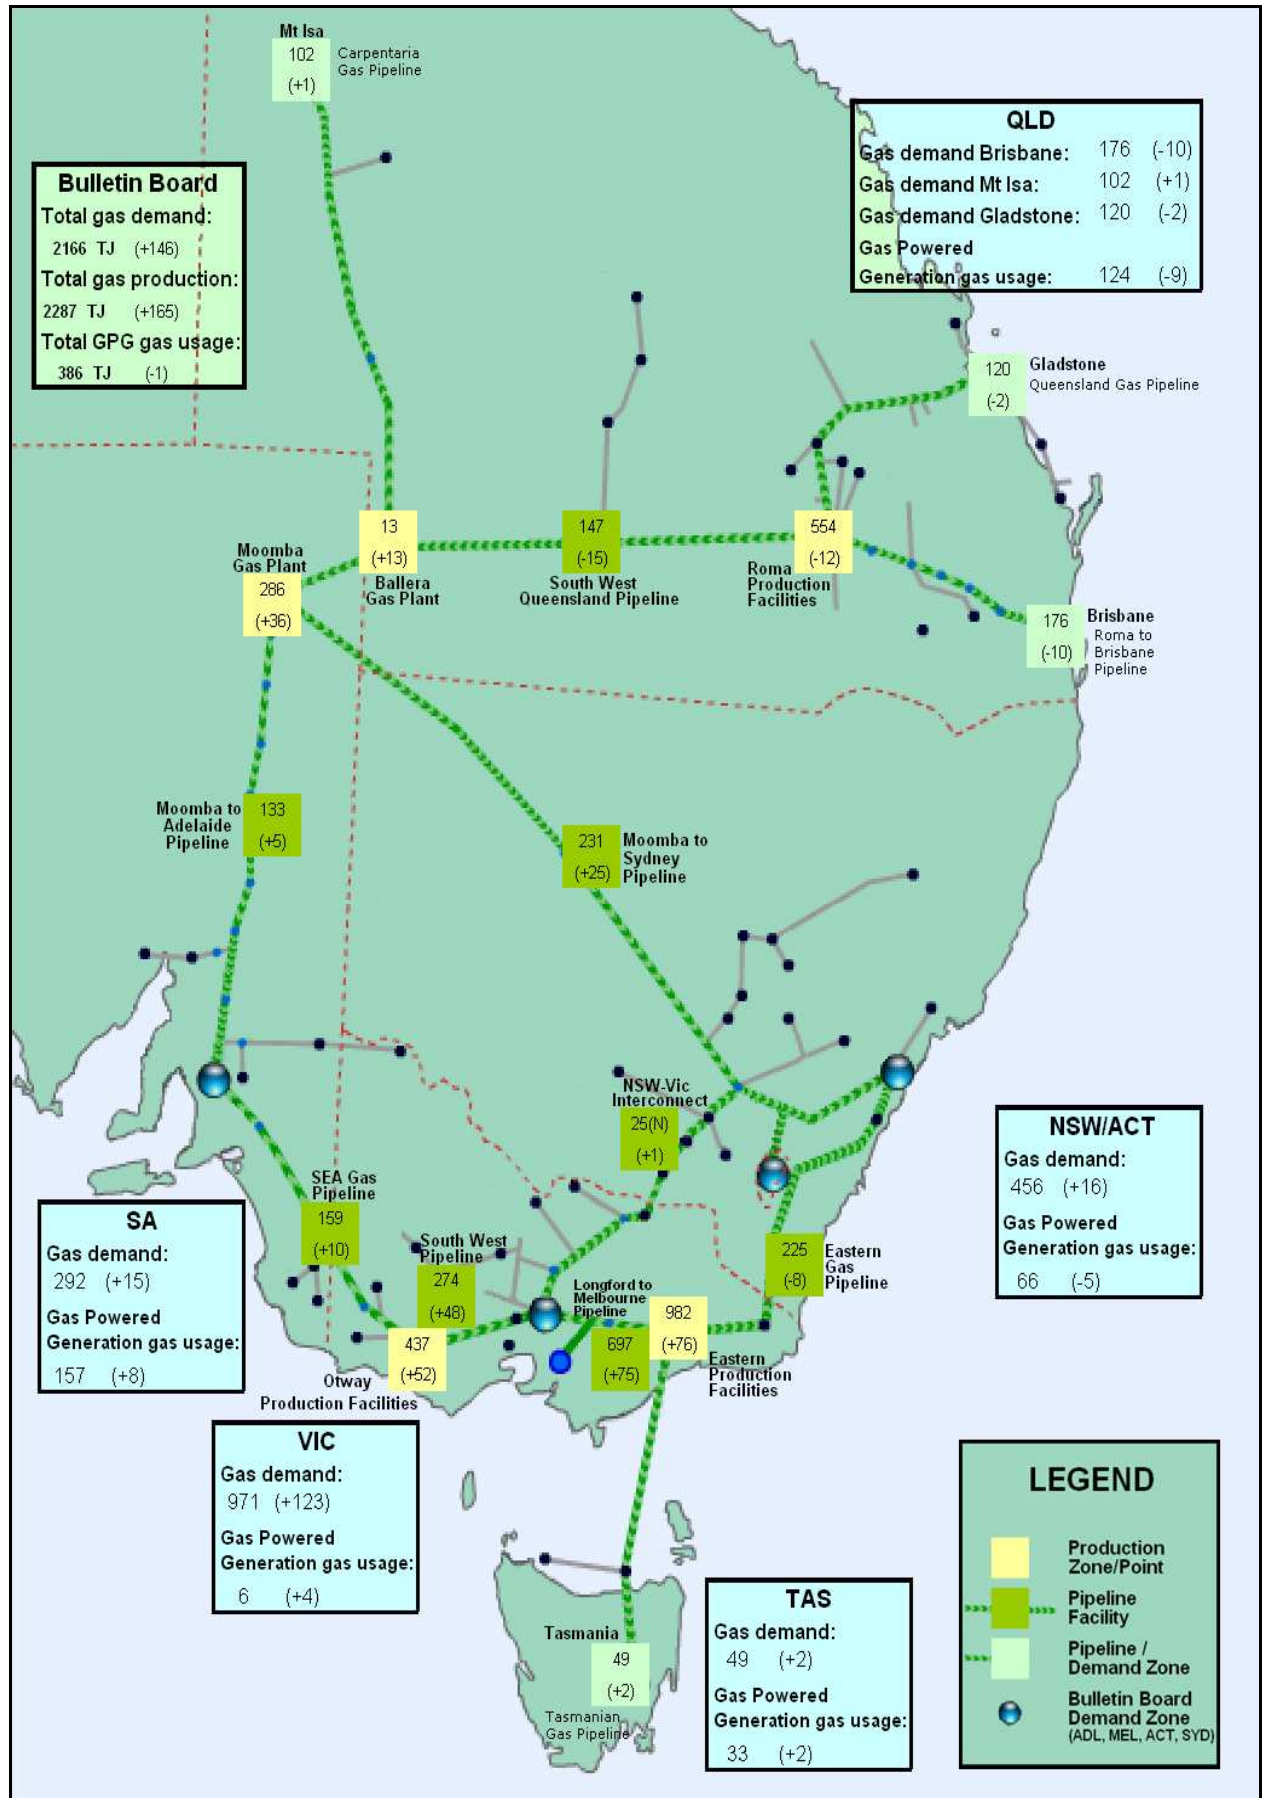 Mt Isa
102
(+1)
Carpentaria
Gas Pipeline
QLD
Gas demand Brisbane: 176 (-10)
Gas demand Mt Isa: 102 (+1)
Gas demand Gladstone: 120 (-2)
Gas Powered
Generation gas usage: 124 (-9)
Bulletin Board
Total gas demand:
2166 TJ (+146)
Total gas production:
2287 TJ (+165)
Total GPG gas usage:
386 TJ (-1)
120
(-2)
Gladstone
Queensland Gas Pipeline
13
(+13)
Ballera
Gas Plant
147
(-15)
South West
Queensland Pipeline
554
(-12)
Roma
Production
Facilities
Moomba
Gas Plant
286
(+36)
176
(-10)
Brisbane
Roma to
Brisbane
Pipeline
Moomba to
Adelaide
Pipeline
133
(+5)
231
(+25)
Moomba to
Sydney
Pipeline
NSW-Vic
Interconnect
25(N)
(+1)
NSW/ACT
Gas demand:
456 (+16)
Gas Powered
Generation gas usage:
66 (-5)
SEA Gas
Pipeline
159
(+10)
SA
Gas demand:
292 (+15)
Gas Powered
Generation gas usage:
157 (+8)
South West
Pipeline
274
(+48)
Longford to
Melbourne
Pipeline
697
(+75)
982
(+76)
Eastern
Production
Facilities
225
(-8)
Eastern
Gas
Pipeline
437
(+52)
Otway
Production Facilities
VIC
Gas demand:
971 (+123)
Gas Powered
Generation gas usage:
6 (+4)
Tasmania
49
(+2)
Tasmanian
Gas Pipeline
TAS
Gas demand:
49 (+2)
Gas Powered
Generation gas usage:
33 (+2)
LEGEND
Production
Zone/Point
Pipeline
Facility
Pipeline /
Demand Zone
Bulletin Board
Demand Zone
(ADL, MEL, ACT, SYD)